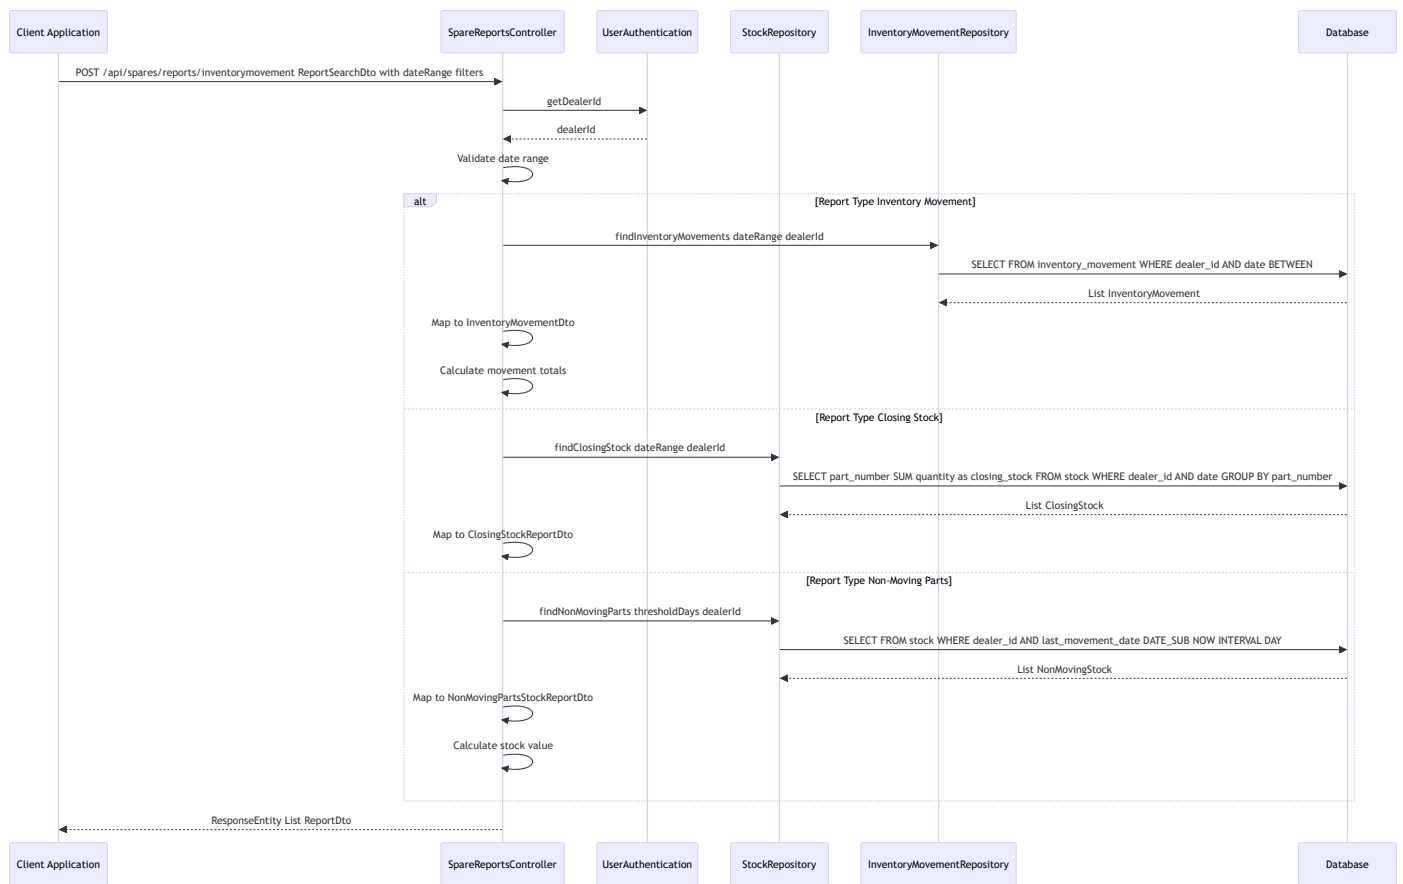 Client Application
SpareReportsController
UserAuthentication
StockRepository
InventoryMovementRepository
Database
POST /api/spares/reports/inventorymovement ReportSearchDto with dateRange filters
getDealerId
dealerId
Validate date range
alt
[Report Type Inventory Movement]
findInventoryMovements dateRange dealerId
SELECT FROM inventory_movement WHERE dealer_id AND date BETWEEN
List InventoryMovement
Map to InventoryMovementDto
Calculate movement totals
[Report Type Closing Stock]
findClosingStock dateRange dealerId
SELECT part_number SUM quantity as closing_stock FROM stock WHERE dealer_id AND date GROUP BY part_number
List ClosingStock
Map to ClosingStockReportDto
[Report Type Non-Moving Parts]
findNonMovingParts thresholdDays dealerId
SELECT FROM stock WHERE dealer_id AND last_movement_date DATE_SUB NOW INTERVAL DAY
List NonMovingStock
Map to NonMovingPartsStockReportDto
Calculate stock value
ResponseEntity List ReportDto
Client Application
SpareReportsController
UserAuthentication
StockRepository
InventoryMovementRepository
Database